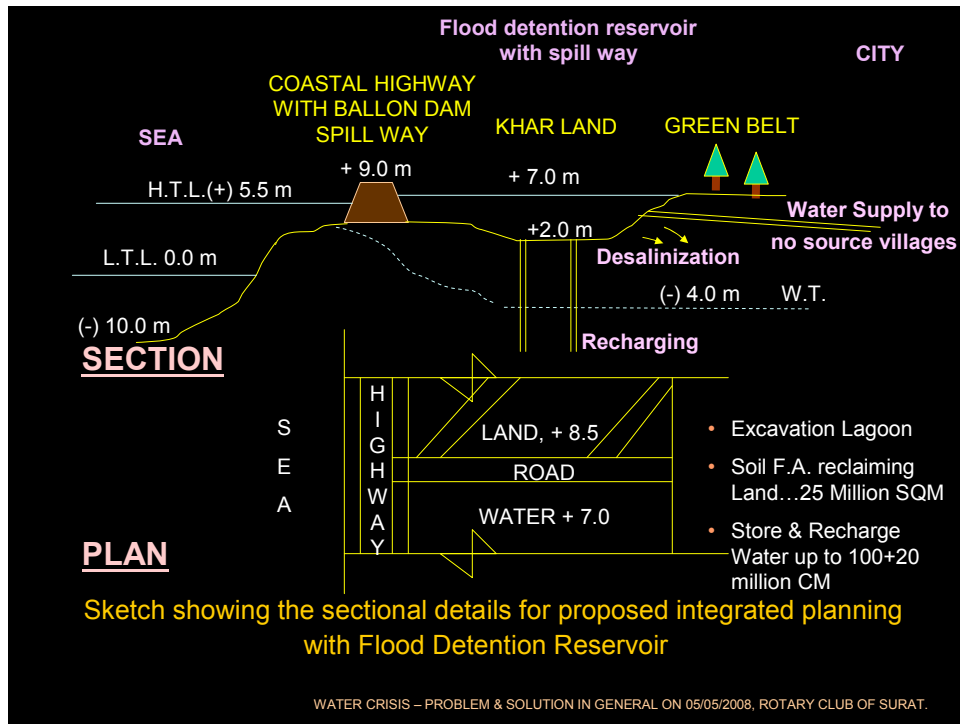 Flood detention reservoir
with spill way
CITY
COASTAL HIGHWAY
WITH BALLON DAM
SPILL WAY
KHAR LAND
GREEN BELT
SEA
+ 9.0 m
+ 7.0 m
H.T.L.(+) 5.5 m
+2.0 m
Water Supply to
no source villages
L.T.L. 0.0 m
Desalinization
(-) 4.0 m
W.T.
(-) 10.0 m
Recharging
SECTION
S
E
A
H
I
G
H
W
A
Y
LAND, + 8.5
ROAD
WATER + 7.0
• Excavation Lagoon
• Soil F.A. reclaiming
Land…25 Million SQM
• Store & Recharge
Water up to 100+20
million CM
PLAN
Sketch showing the sectional details for proposed integrated planning
with Flood Detention Reservoir
WATER CRISIS – PROBLEM & SOLUTION IN GENERAL ON 05/05/2008, ROTARY CLUB OF SURAT.